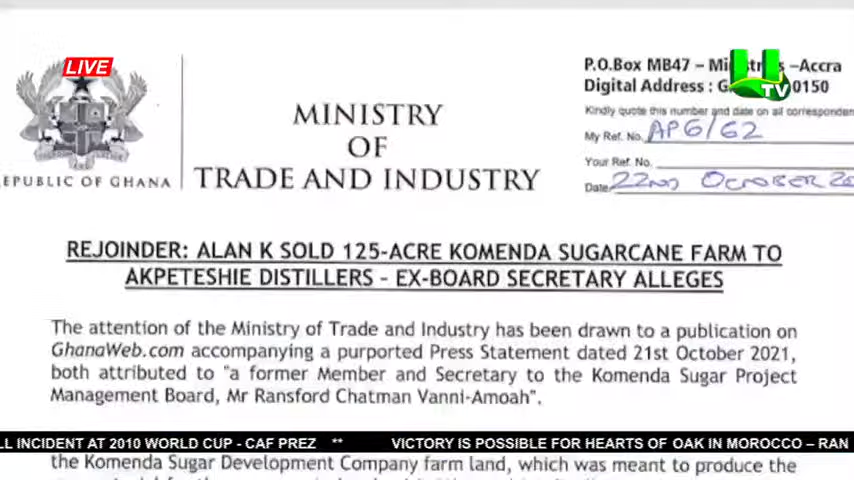 LIVE
REPUBLIC OF GHANA
MINISTRY
OF
TRADE AND INDUSTRY
P.O.Box MB47 – –Accra
Digital Address : 0150
UTV
Kindly quote this number and date on all
My Ref. No. AP6/62
Your Ref No.
Date 22ND OCTOBER
REJOINDER: ALAN K SOLD 125-ACRE KOMENDA SUGARCANE FARM TO
AKPETESHIE DISTILLERS - EX-BOARD SECRETARY ALLEGES
The attention of the Ministry of Trade and Industry has been drawn to a publication on
GhanaWeb.com accompanying a purported Press Statement dated 21st October 2021,
both attributed to "a former Member and Secretary to the Komenda Sugar Project
Management Board, Mr Ransford Chatman Vanni-Amoah".
LL INCIDENT AT 2010 WORLD CUP - CAF PREZ ** VICTORY IS POSSIBLE FOR HEARTS OF OAK IN MOROCCO – RAN
the Komenda Sugar Development Company farm land, which was meant to produce the